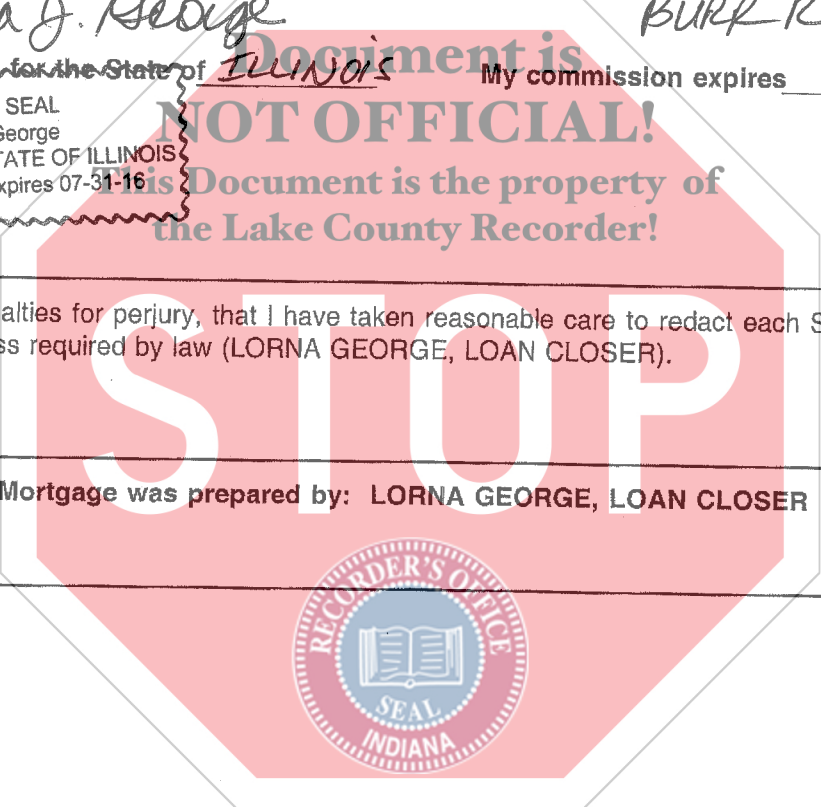 J. George
BURR R
for the State of ILLINOIS My commission expires
SEAL
George
TATE OF ILLINOIS
xpires 07-31-16
Document is
NOT OFFICIAL!
This Document is the property of
the Lake County Recorder!
alties for perjury, that I have taken reasonable care to redact each S
ss required by law (LORNA GEORGE, LOAN CLOSER).
STOP
Mortgage was prepared by: LORNA GEORGE, LOAN CLOSER
RECORDER'S OFFICE
SEAL
INDIANA